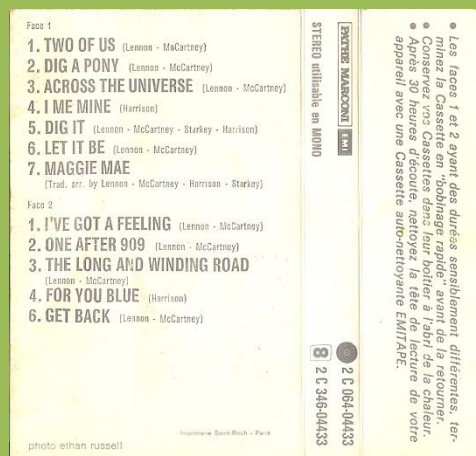 Face 1
1. TWO OF US (Lennon - McCartney)
2. DIG A PONY (Lennon - McCartney)
3. ACROSS THE UNIVERSE (Lennon - McCartney)
4. I ME MINE (Harrison)
5. DIG IT (Lennon - McCartney - Starkey - Harrison)
6. LET IT BE (Lennon - McCartney)
7. MAGGIE MAE
(Trad. arr. by Lennon - McCartney - Harrison - Starkey)
Face 2
1. I'VE GOT A FEELING (Lennon - McCartney)
2. ONE AFTER 909 (Lennon - McCartney)
3. THE LONG AND WINDING ROAD
(Lennon - McCartney)
4. FOR YOU BLUE (Harrison)
6. GET BACK (Lennon - McCartney)
Imprimerie Saint-Roch - Paris
photo ethan russell
PATHE MARCONI EMI
STEREO utilisable en MONO
2 C 064-04433
8 2 C 346-04433
• Les faces 1 et 2 ayant des durées sensiblement différentes, ter-
minez la Cassette en "bobinage rapide" avant de la retourner.
• Conservez vos Cassettes dans leur boîtier à l'abri de la chaleur.
• Après 30 heures d'écoute, nettoyez la tête de lecture de votre
appareil avec une Cassette auto-nettoyante EMITAPE.